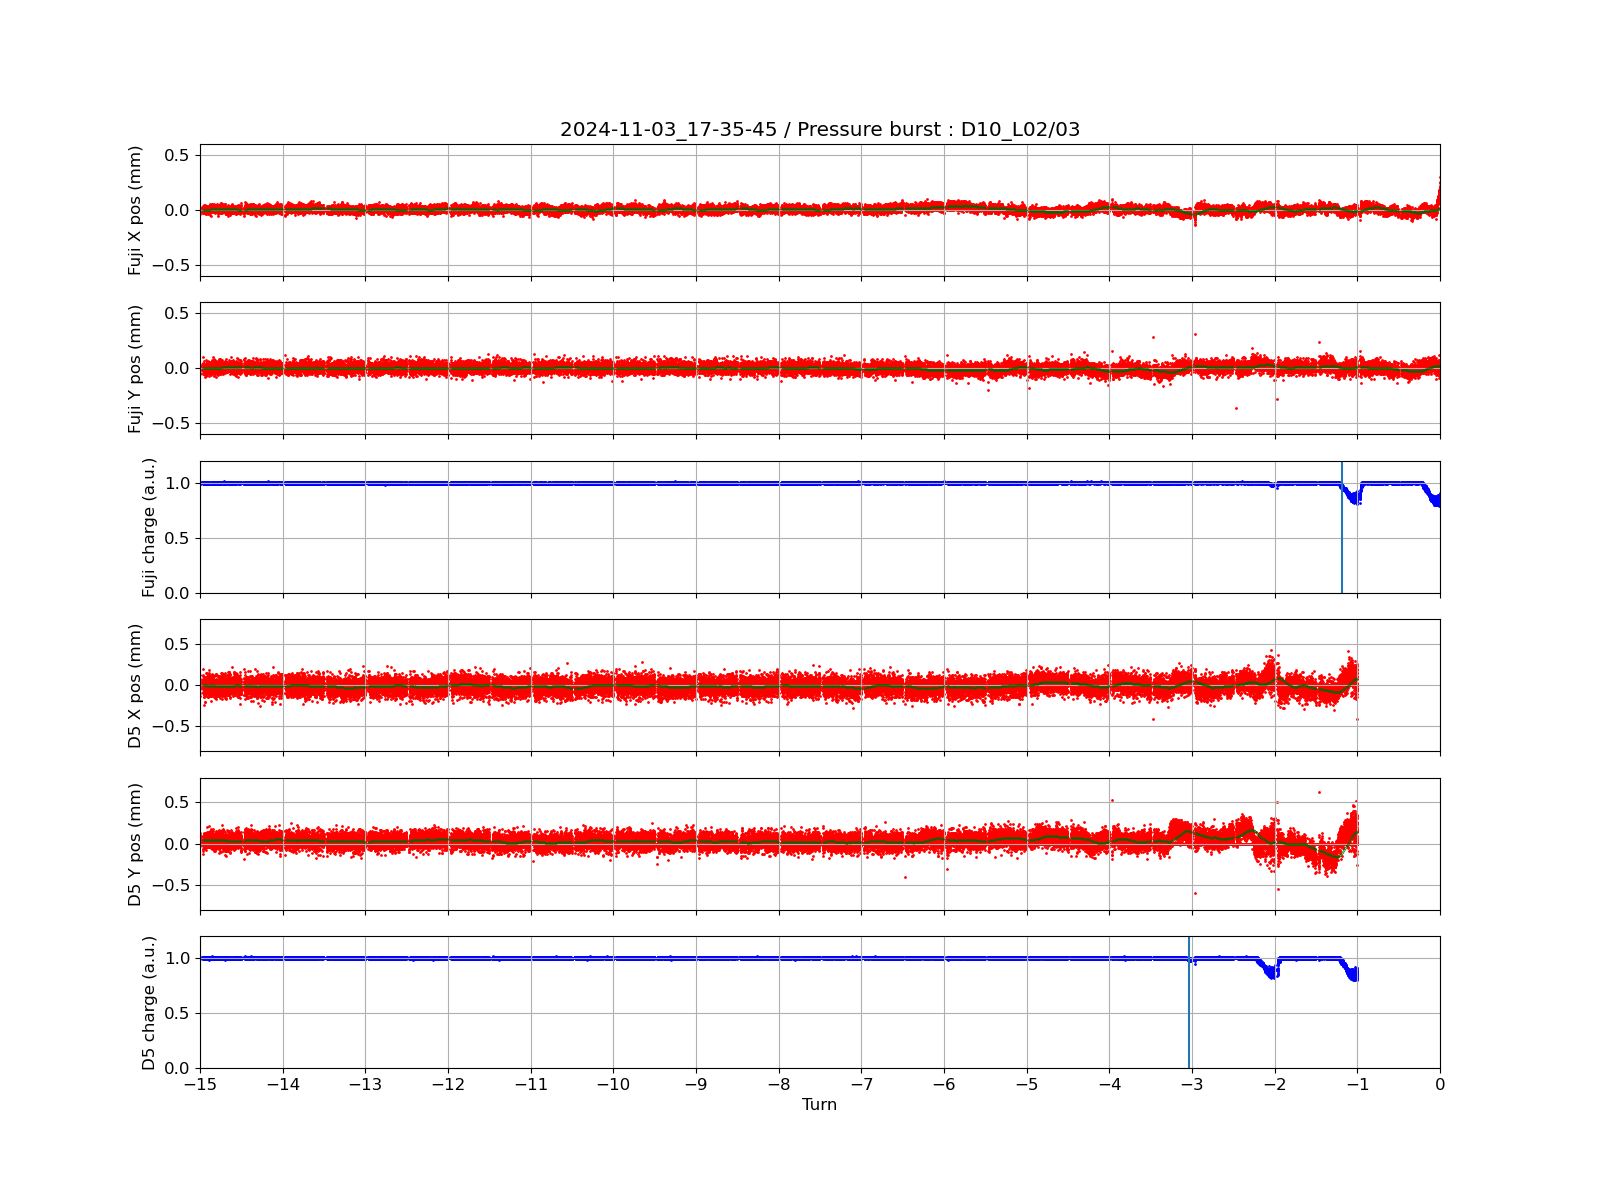 2024-11-03_17-35-45 / Pressure burst : D10_L02/03
Fuji X pos (mm)
0.5
0.0
−0.5
Fuji Y pos (mm)
0.5
0.0
−0.5
Fuji charge (a.u.)
1.0
0.5
0.0
D5 X pos (mm)
0.5
0.0
−0.5
D5 Y pos (mm)
0.5
0.0
−0.5
D5 charge (a.u.)
1.0
0.5
0.0
−15 −14 −13 −12 −11 −10 −9 −8 −7 −6 −5 −4 −3 −2 −1 0
Turn